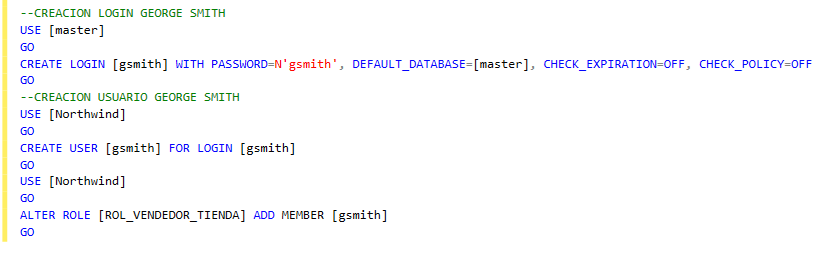 --CREACION LOGIN GEORGE SMITH
USE [master]
GO
CREATE LOGIN [gsmith] WITH PASSWORD=N'gsmith', DEFAULT_DATABASE=[master], CHECK_EXPIRATION=OFF, CHECK_POLICY=OFF
GO
--CREACION USUARIO GEORGE SMITH
USE [Northwind]
GO
CREATE USER [gsmith] FOR LOGIN [gsmith]
GO
USE [Northwind]
GO
ALTER ROLE [ROL_VENDEDOR_TIENDA] ADD MEMBER [gsmith]
GO